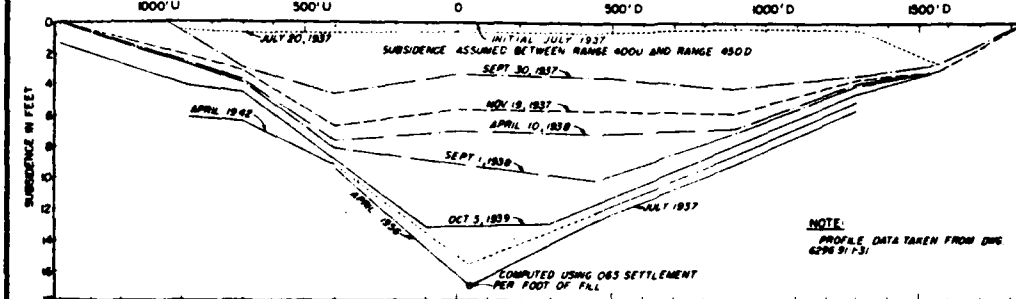 1000'U 500'U 0 500'D 1000'D 1500'D
0
INITIAL JULY 1937
JULY 20, 1937
SUBSIDENCE ASSUMED BETWEEN RANGE 400U AND RANGE 450D
2
SEPT 30, 1937
4
NOV 19, 1937
APRIL 1942
6
APRIL 10, 1938
8
SEPT 1, 1938
SUBSIDENCE IN FEET
10
APRIL
JULY 1937
12
OCT 3, 1939
NOTE:
PROFILE DATA TAKEN FROM DWG
14
COMPUTED USING 065 SETTLEMENT
PER FOOT OF FILL